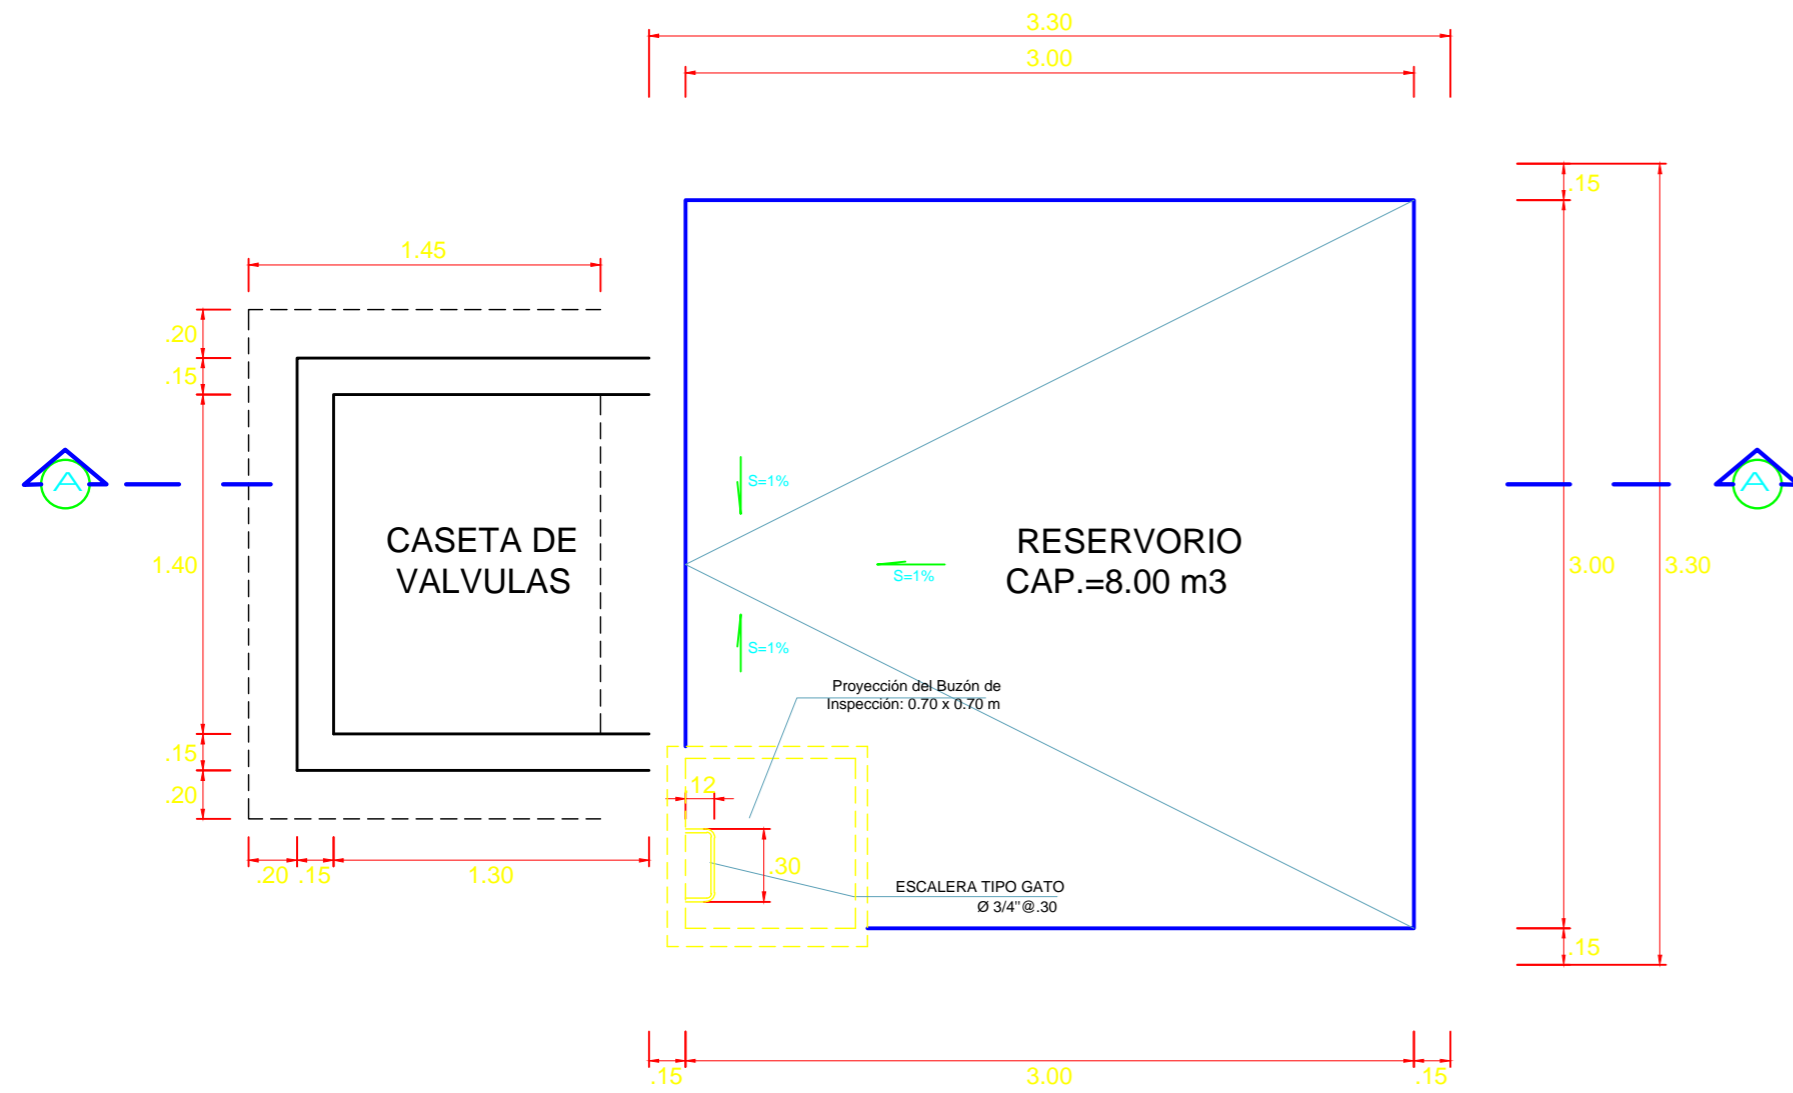 3.30
3.00
.15
1.45
.20
.15
A
A
S=1%
CASETA DE
VALVULAS
RESERVORIO
CAP.=8.00 m3
1.40
S=1%
3.00
3.30
S=1%
Proyección del Buzón de
Inspección: 0.70 x 0.70 m
.15
.20
12
.30
.20
.15
1.30
ESCALERA TIPO GATO
Ø 3/4"@.30
.15
.15
3.00
.15